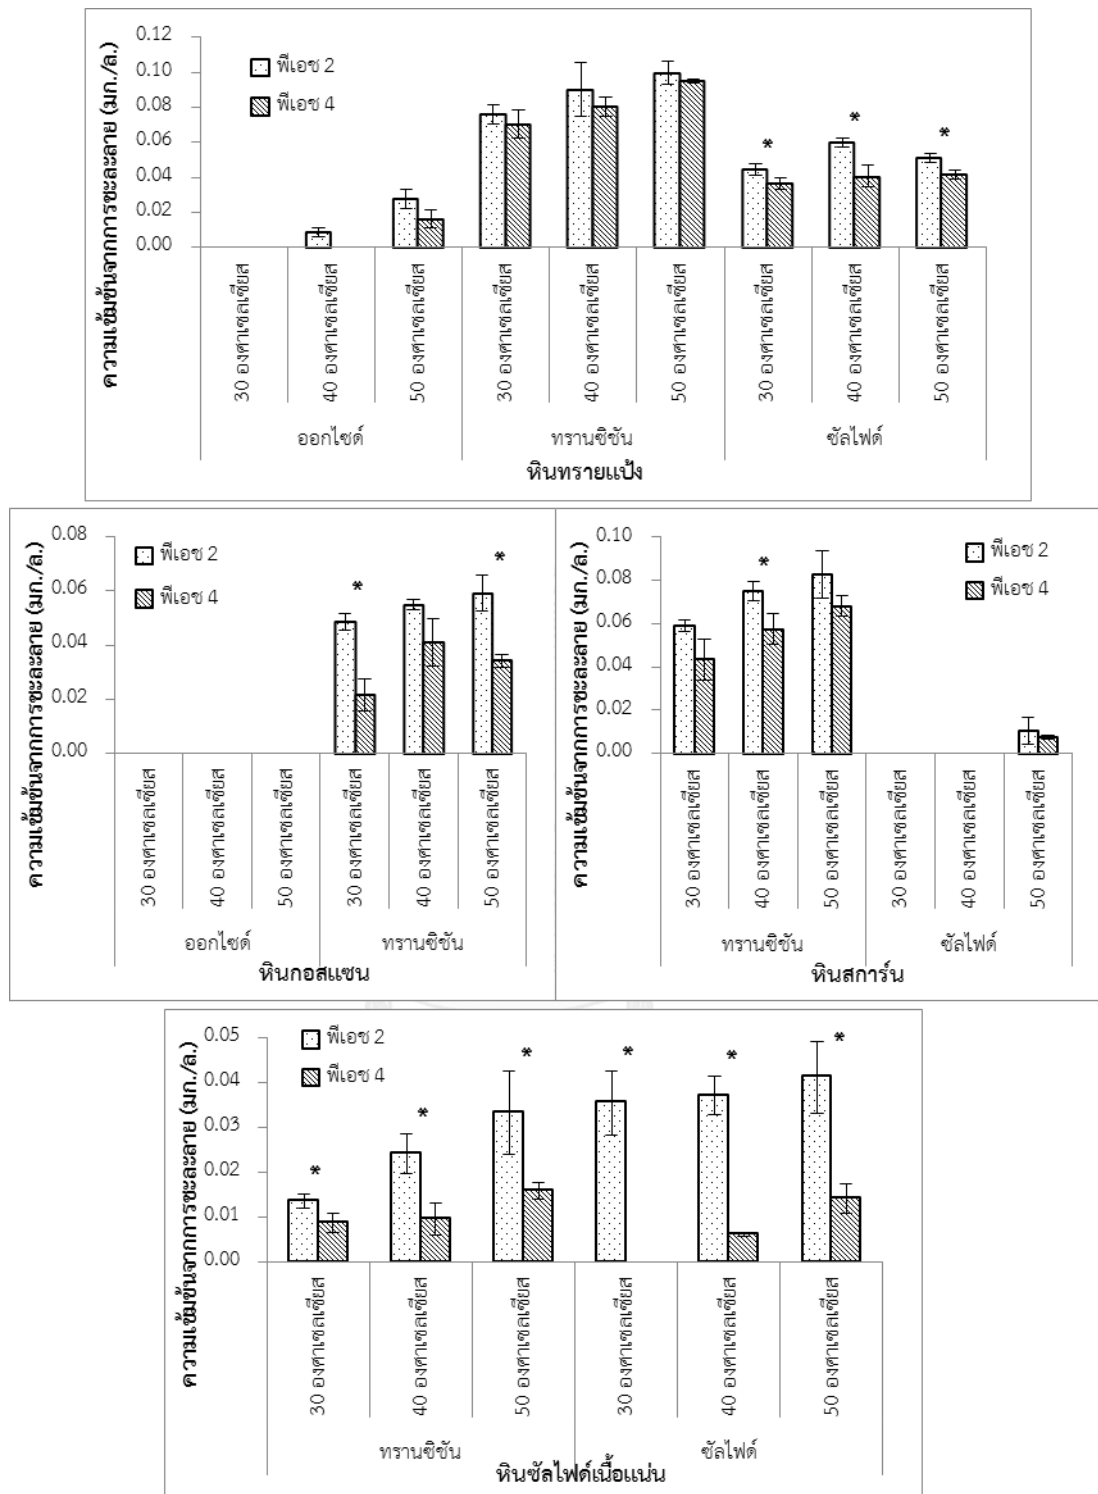 ความเข้มข้นจากการชะละลาย (มก./ล.)
0.12
0.10
0.08
0.06
0.04
0.02
0.00
พีเอช 2
พีเอช 4
* * *
30 องศาเซลเซียส
40 องศาเซลเซียส
50 องศาเซลเซียส
30 องศาเซลเซียส
40 องศาเซลเซียส
50 องศาเซลเซียส
30 องศาเซลเซียส
40 องศาเซลเซียส
50 องศาเซลเซียส
ออกไซด์ ทรานซิชัน ซัลไฟด์
หินทรายแป้ง
ความเข้มข้นจากการชะละลาย (มก./ล.)
0.08
0.06
0.04
0.02
0.00
พีเอช 2
พีเอช 4
* *
30 องศาเซลเซียส
40 องศาเซลเซียส
50 องศาเซลเซียส
30 องศาเซลเซียส
40 องศาเซลเซียส
50 องศาเซลเซียส
ออกไซด์ ทรานซิชัน
หินกอสแซน
ความเข้มข้นจากการชะละลาย (มก./ล.)
0.10
0.08
0.06
0.04
0.02
0.00
พีเอช 2
พีเอช 4
*
30 องศาเซลเซียส
40 องศาเซลเซียส
50 องศาเซลเซียส
30 องศาเซลเซียส
40 องศาเซลเซียส
50 องศาเซลเซียส
ทรานซิชัน ซัลไฟด์
หินสการ์น
ความเข้มข้นจากการชะละลาย (มก./ล.)
0.05
0.04
0.03
0.02
0.01
0.00
พีเอช 2
พีเอช 4
* * * * * *
30 องศาเซลเซียส
40 องศาเซลเซียส
50 องศาเซลเซียส
30 องศาเซลเซียส
40 องศาเซลเซียส
50 องศาเซลเซียส
ทรานซิชัน ซัลไฟด์
หินซัลไฟด์เนื้อแน่น